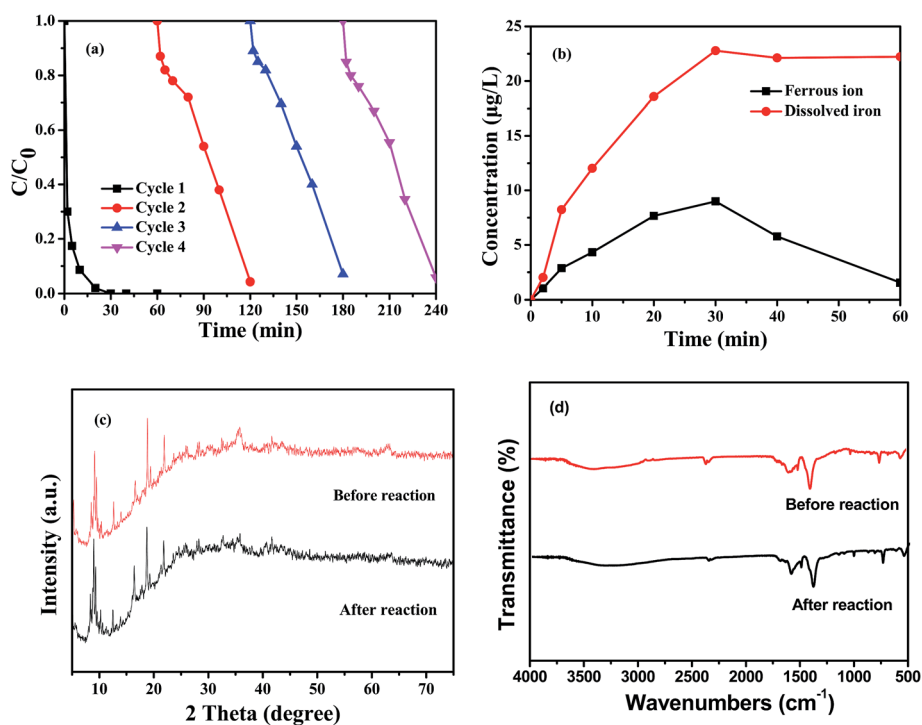 (a)
C/C0
1.0
0.8
0.6
0.4
0.2
0.0
Cycle 1
Cycle 2
Cycle 3
Cycle 4
0 30 60 90 120 150 180 210 240
Time (min)
(b)
Concentration (μg/L)
25
20
15
10
5
0
Ferrous ion
Dissolved iron
0 10 20 30 40 50 60
Time (min)
(c)
Intensity (a.u.)
Before reaction
After reaction
10 20 30 40 50 60 70
2 Theta (degree)
(d)
Transmittance (%)
Before reaction
After reaction
4000 3500 3000 2500 2000 1500 1000 500
Wavenumbers (cm-1)